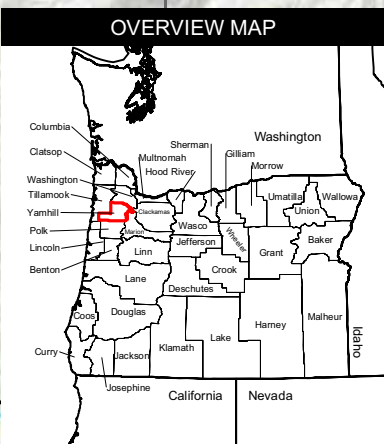 OVERVIEW MAP
Columbia
Clatsop
Washington
Tillamook
Yamhill
Polk
Lincoln
Benton
Multnomah
Hood River
Sherman
Gilliam
Morrow
Washington
Clackamas
Marion
Linn
Wasco
Jefferson
Wheeler
Umatilla
Union
Wallowa
Baker
Grant
Crook
Lane
Deschutes
Coos
Douglas
Curry
Jackson
Josephine
Klamath
Lake
Harney
Malheur
Idaho
California
Nevada